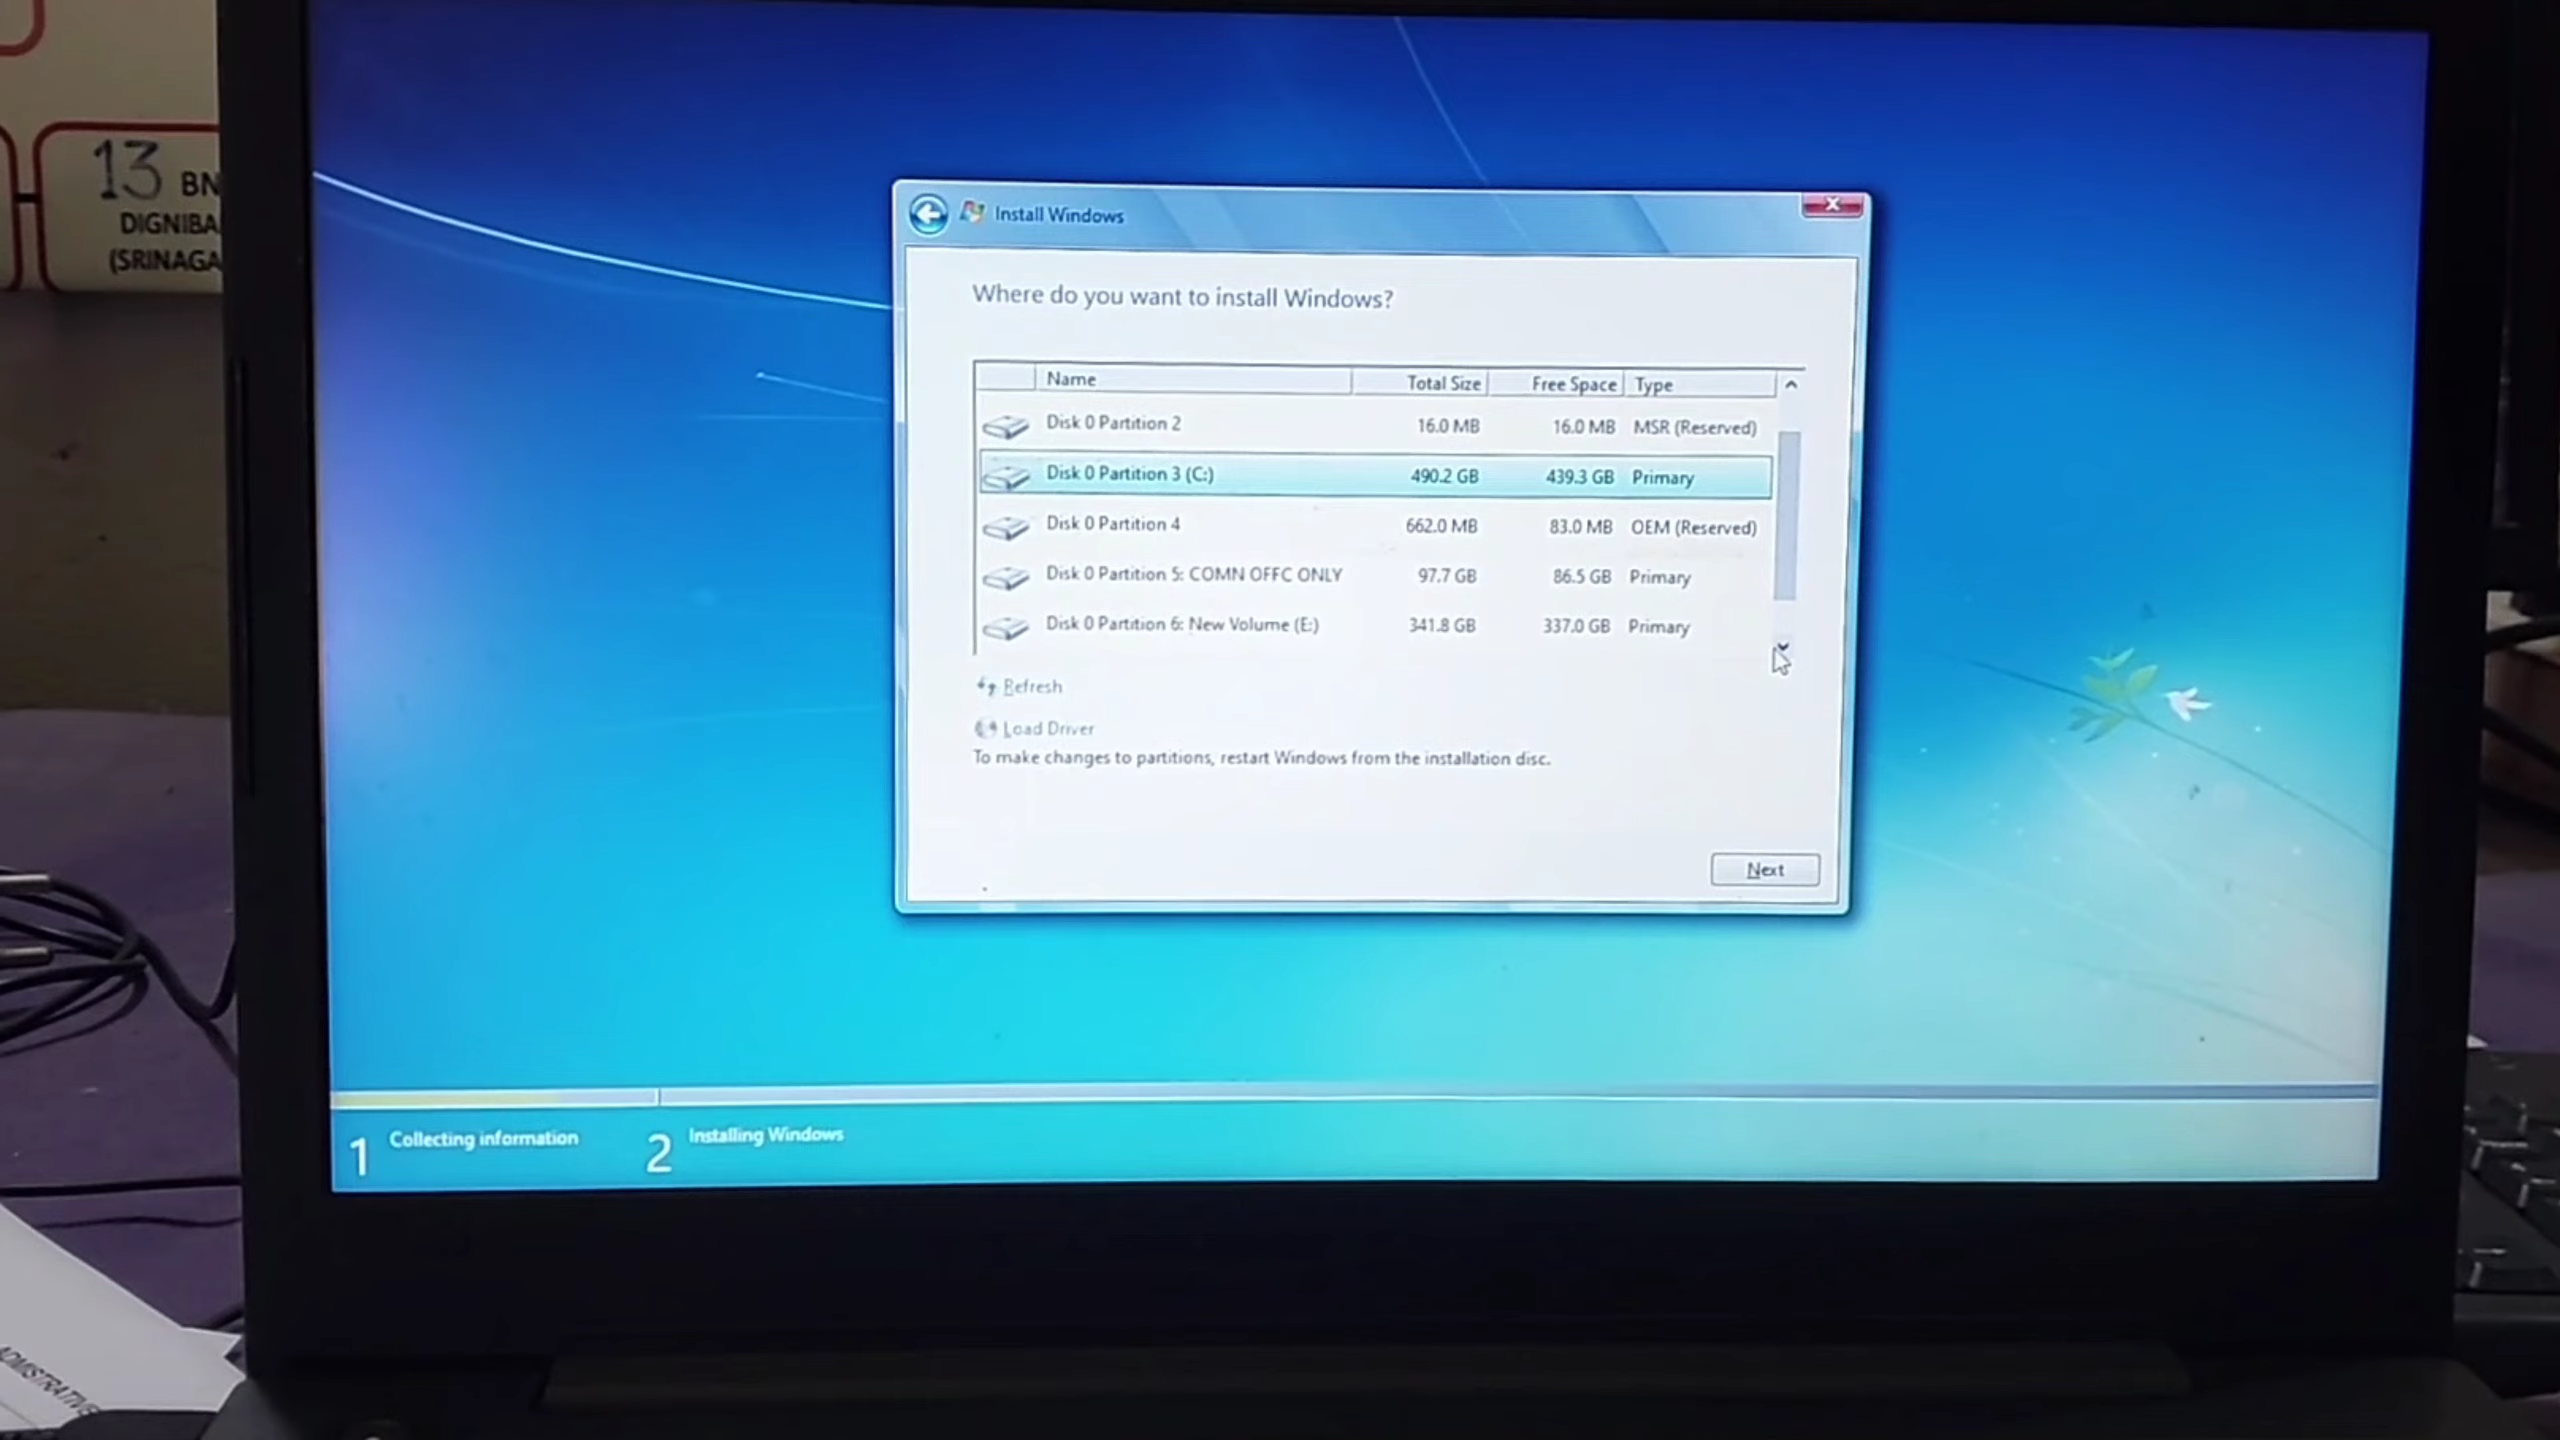 13 BN
DIGNIBA
(SRINAGA
Install Windows
Where do you want to install Windows?
Name Total Size Free Space Type
Disk 0 Partition 2 16.0 MB 16.0 MB MSR (Reserved)
Disk 0 Partition 3 (C:) 490.2 GB 439.3 GB Primary
Disk 0 Partition 4 662.0 MB 83.0 MB OEM (Reserved)
Disk 0 Partition 5: COMN OFFC ONLY 97.7 GB 86.5 GB Primary
Disk 0 Partition 6: New Volume (E:) 341.8 GB 337.0 GB Primary
Refresh
Load Driver
To make changes to partitions, restart Windows from the installation disc.
Next
1 Collecting information 2 Installing Windows
ADMISTRATIVE